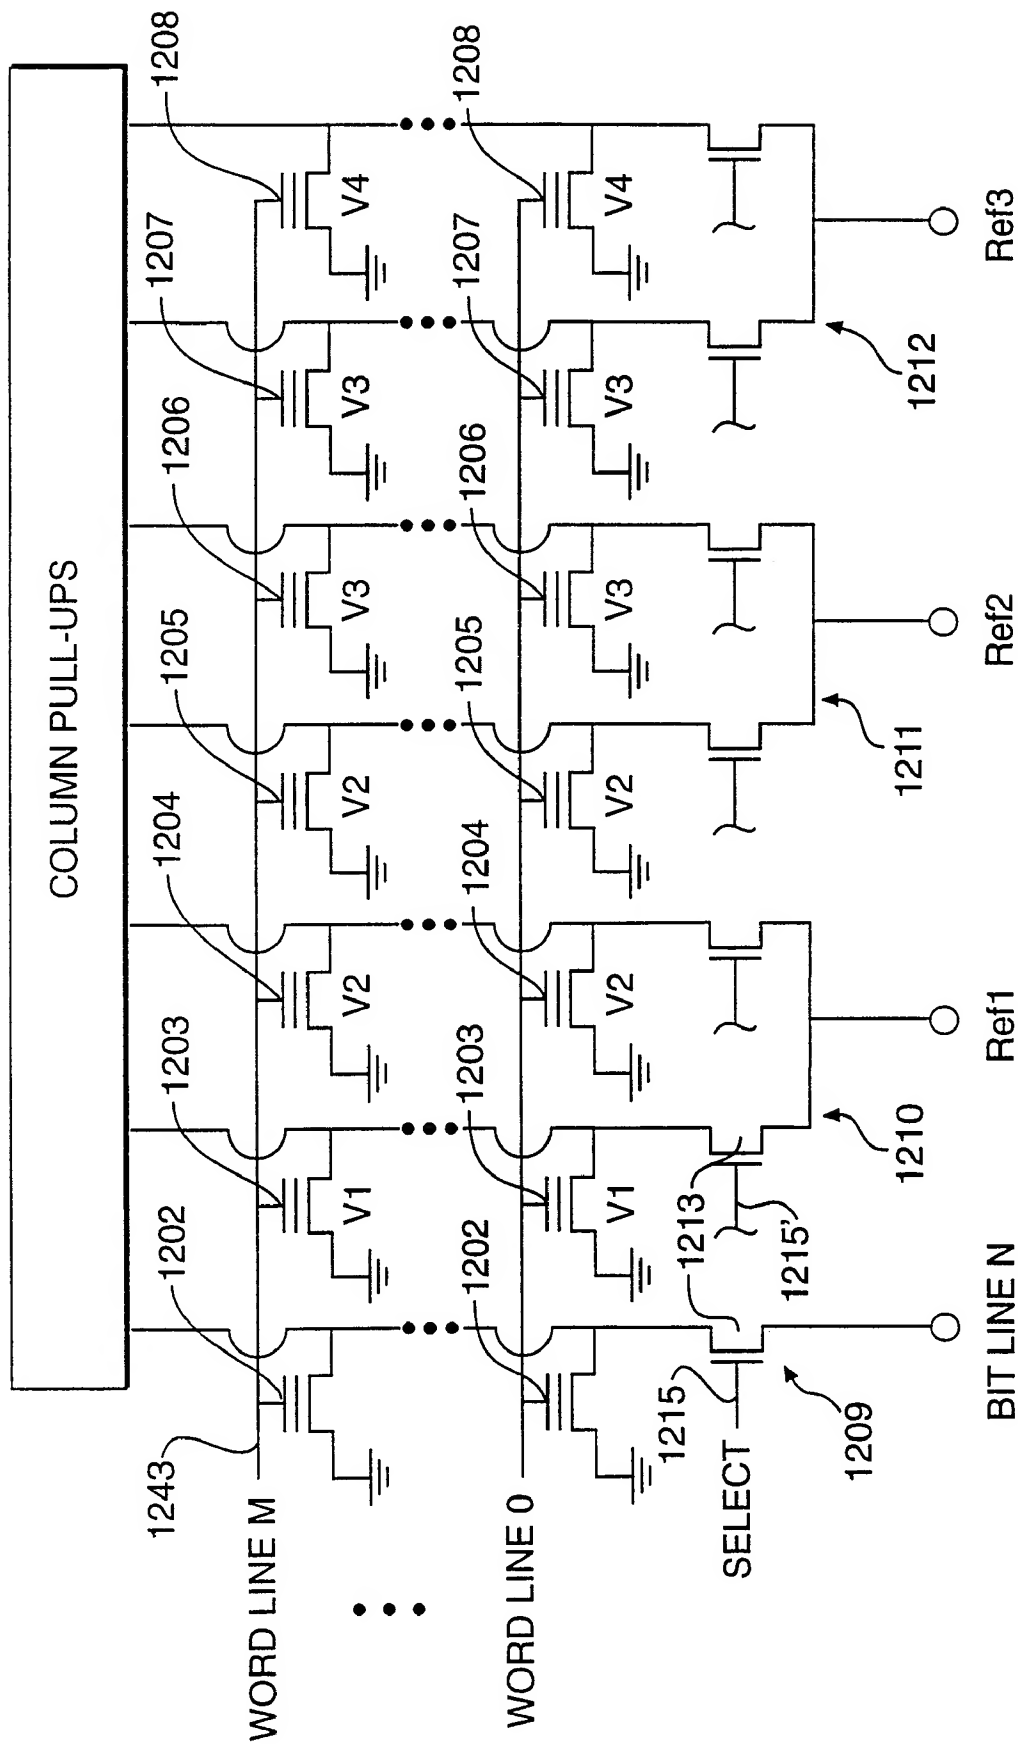 COLUMN PULL-UPS
1202
1203
1204
1205
1206
1207
1208
1243
WORD LINE M
V1
V2
V2
V3
V3
V4
1202
1203
1204
1205
1206
1207
1208
WORD LINE 0
V1
V2
V2
V3
V3
V4
1215
1213
SELECT
1215'
1209
1210
1211
1212
BIT LINE N
Ref1
Ref2
Ref3